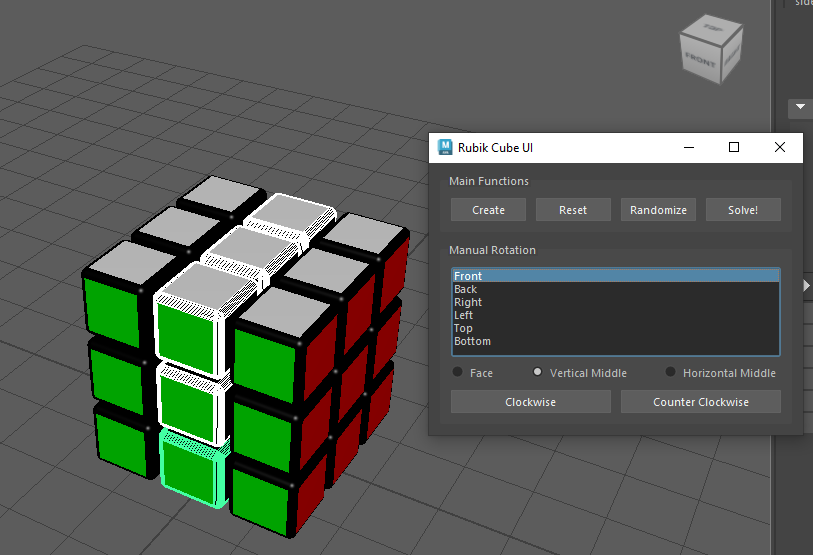 side
TOP
FRONT
Rubik Cube UI
Main Functions
Create Reset Randomize Solve!
Manual Rotation
Front
Back
Right
Left
Top
Bottom
Face Vertical Middle Horizontal Middle
Clockwise Counter Clockwise